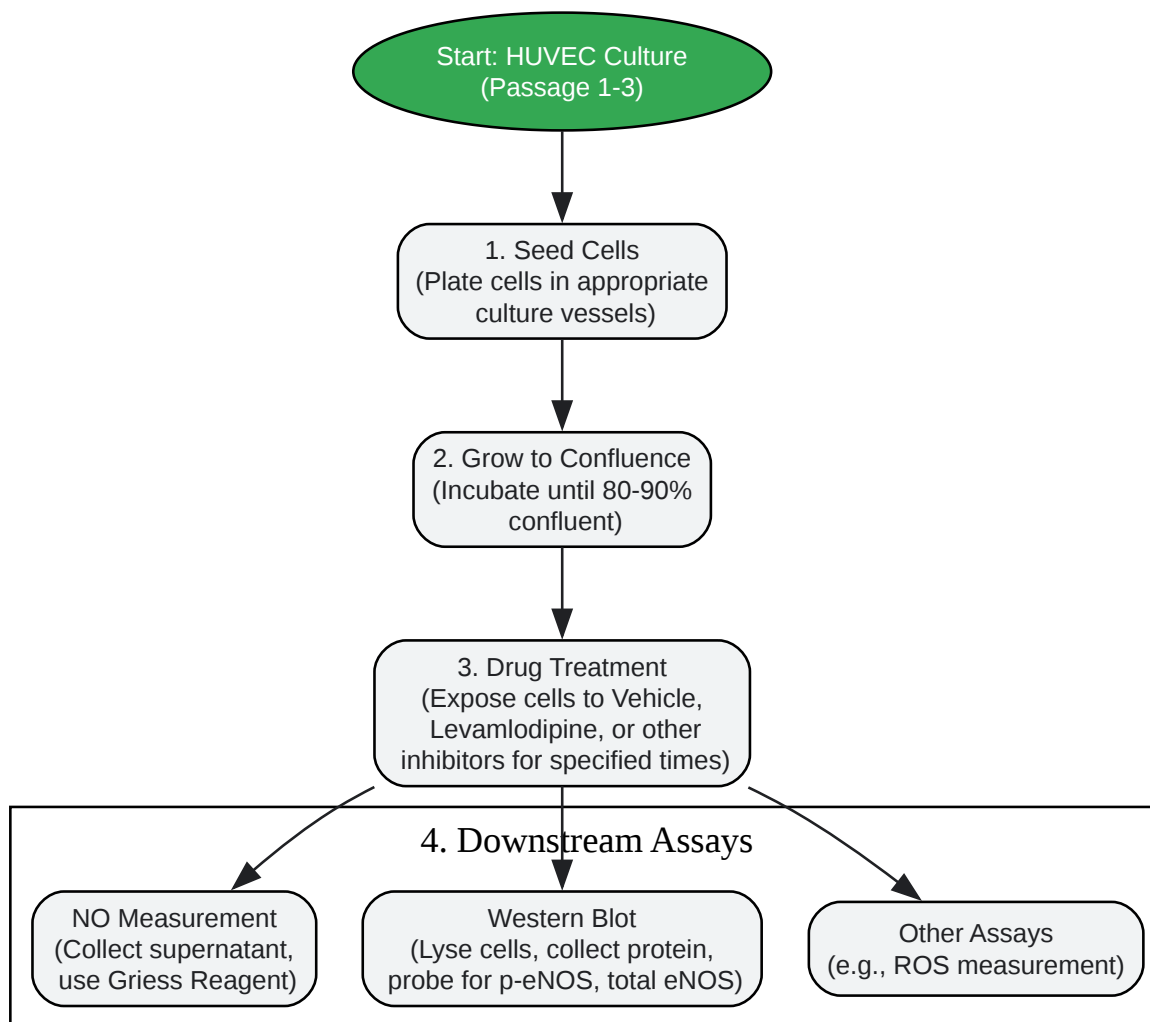 Start: HUVEC Culture
(Passage 1-3)
1. Seed Cells
(Plate cells in appropriate
culture vessels)
2. Grow to Confluence
(Incubate until 80-90%
confluent)
3. Drug Treatment
(Expose cells to Vehicle,
Levamlodipine, or other
inhibitors for specified times)
4. Downstream Assays
NO Measurement
(Collect supernatant,
use Griess Reagent)
Western Blot
(Lyse cells, collect protein,
probe for p-eNOS, total eNOS)
Other Assays
(e.g., ROS measurement)